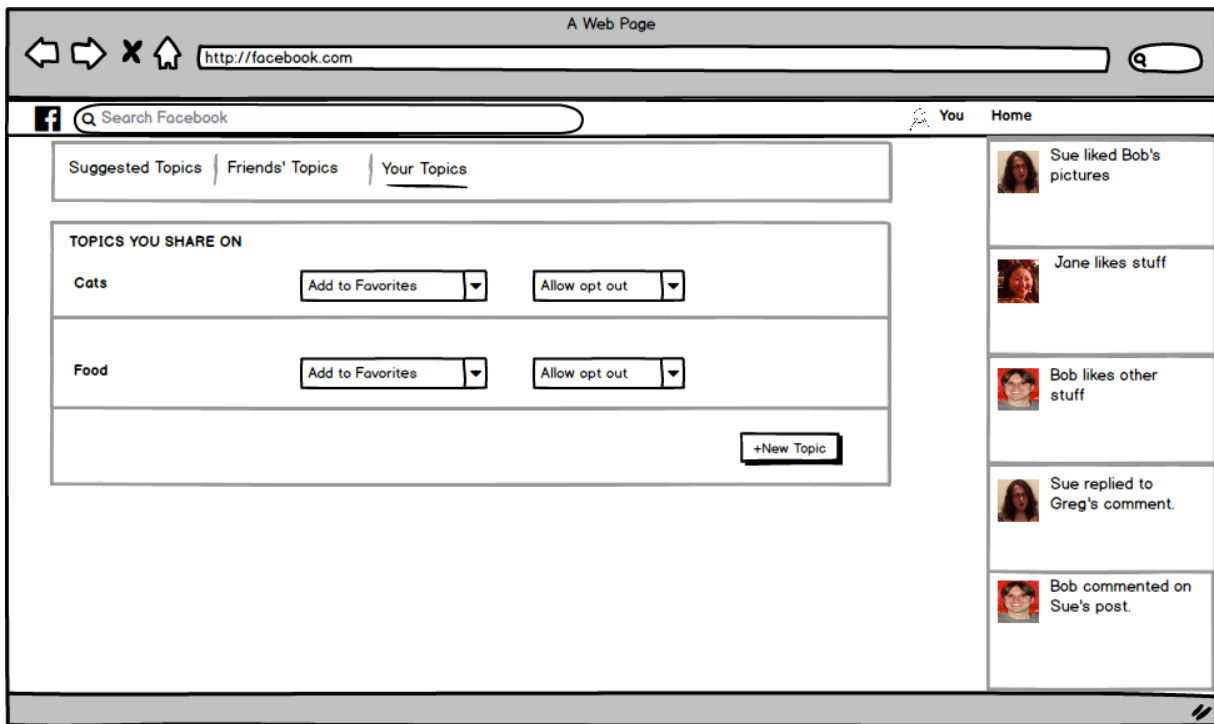 A Web Page
http://facebook.com
f
Search Facebook
You
Home
Suggested Topics
Friends' Topics
Your Topics
TOPICS YOU SHARE ON
Cats
Add to Favorites
Allow opt out
Food
Add to Favorites
Allow opt out
+New Topic
Sue liked Bob's
pictures
Jane likes stuff
Bob likes other
stuff
Sue replied to
Greg's comment.
Bob commented on
Sue's post.